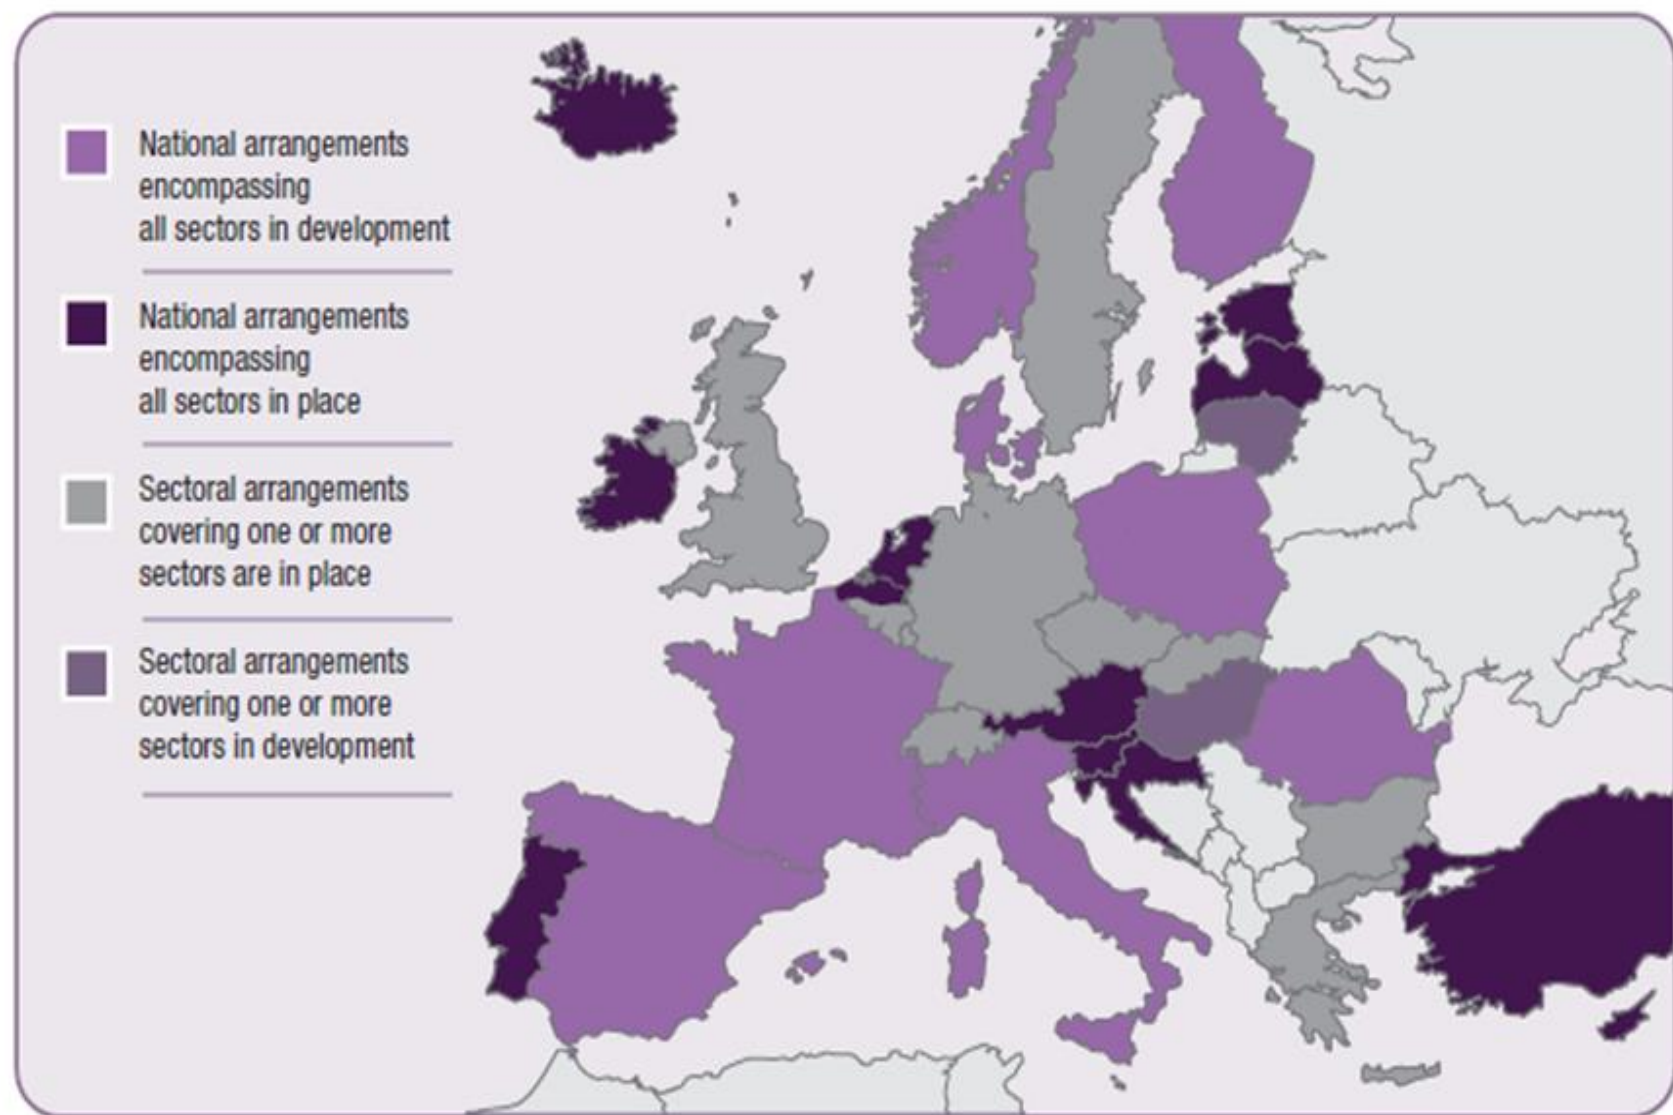 National arrangements
encompassing
all sectors in development
National arrangements
encompassing
all sectors in place
Sectoral arrangements
covering one or more
sectors are in place
Sectoral arrangements
covering one or more
sectors in development